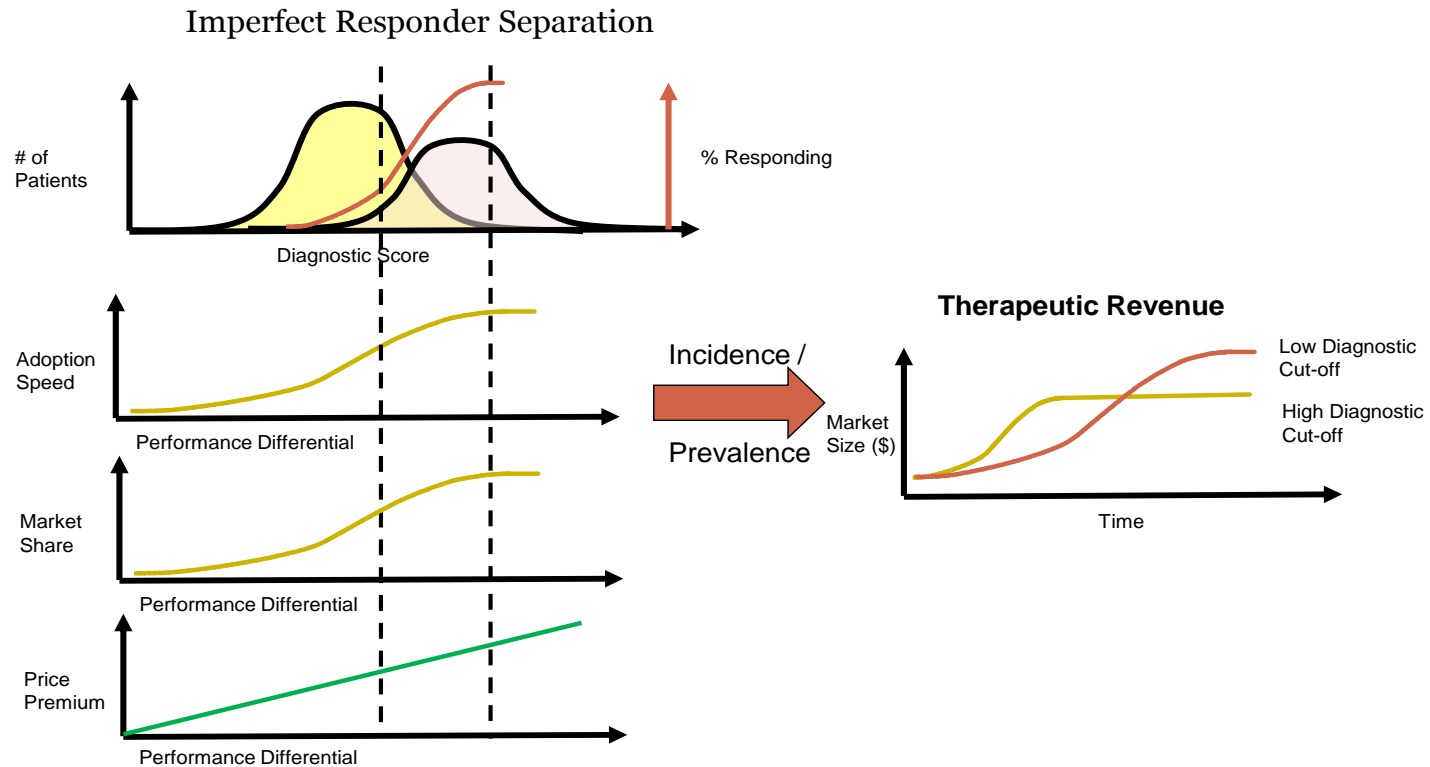 Imperfect Responder Separation
# of
Patients
% Responding
Diagnostic Score
Adoption
Speed
Performance Differential
Market
Share
Performance Differential
Price
Premium
Performance Differential
Incidence /
Prevalence
Therapeutic Revenue
Market
Size ($)
Low Diagnostic
Cut-off
High Diagnostic
Cut-off
Time